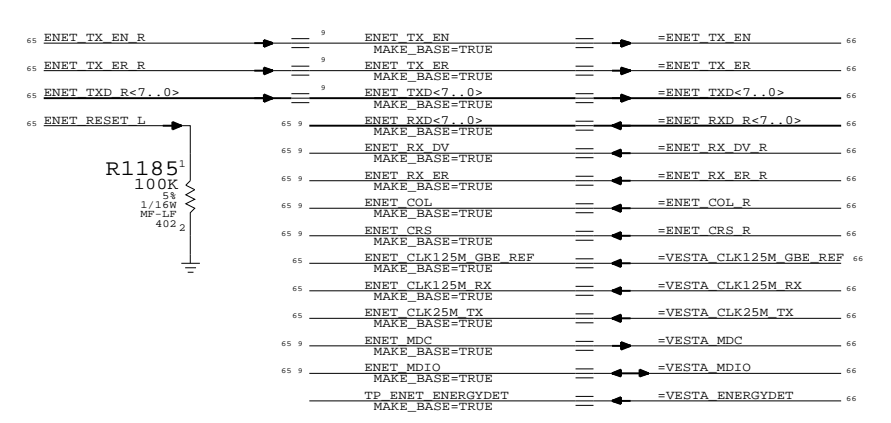 65 ENET_TX_EN_R 9 ENET_TX_EN =ENET_TX_EN 66
MAKE_BASE=TRUE
65 ENET_TX_ER_R 9 ENET_TX_ER =ENET_TX_ER 66
MAKE_BASE=TRUE
65 ENET_TXD_R<7..0> 9 ENET_TXD<7..0> =ENET_TXD<7..0> 66
MAKE_BASE=TRUE
65 ENET_RESET_L 65 9 ENET_RXD<7..0> =ENET_RXD_R<7..0> 66
MAKE_BASE=TRUE
65 9 ENET_RX_DV =ENET_RX_DV_R 66
MAKE_BASE=TRUE
R1185 1
100K
5%
1/16W
MF-LF
402 2
65 9 ENET_RX_ER =ENET_RX_ER_R 66
MAKE_BASE=TRUE
65 9 ENET_COL =ENET_COL_R 66
MAKE_BASE=TRUE
65 9 ENET_CRS =ENET_CRS_R 66
MAKE_BASE=TRUE
65 ENET_CLK125M_GBE_REF =VESTA_CLK125M_GBE_REF 66
MAKE_BASE=TRUE
65 ENET_CLK125M_RX =VESTA_CLK125M_RX 66
MAKE_BASE=TRUE
65 ENET_CLK25M_TX =VESTA_CLK25M_TX 66
MAKE_BASE=TRUE
65 9 ENET_MDC =VESTA_MDC 66
MAKE_BASE=TRUE
65 9 ENET_MDIO =VESTA_MDIO 66
MAKE_BASE=TRUE
TP_ENET_ENERGYDET =VESTA_ENERGYDET 66
MAKE_BASE=TRUE